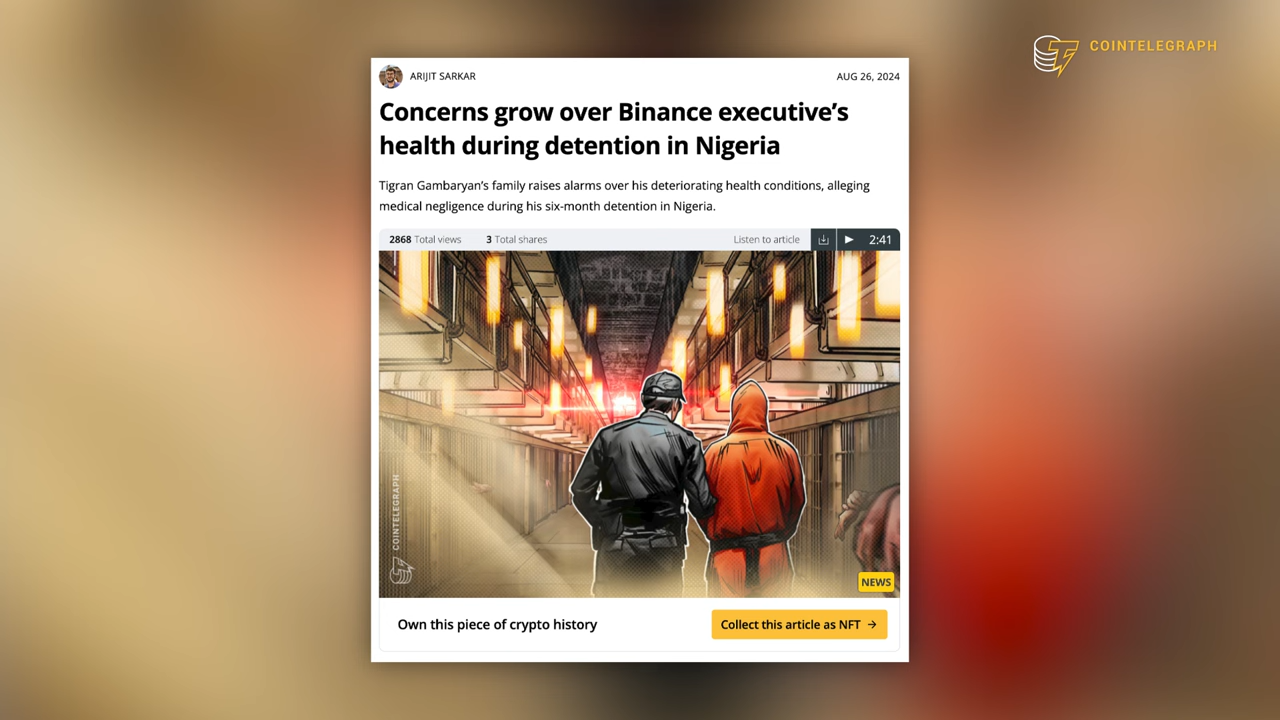 COINTELEGRAPH
ARIJIT SARKAR
AUG 26, 2024
Concerns grow over Binance executive’s
health during detention in Nigeria
Tigran Gambaryan’s family raises alarms over his deteriorating health conditions, alleging
medical negligence during his six-month detention in Nigeria.
2868 Total views 3 Total shares Listen to article 2:41
COINTELEGRAPH
NEWS
Own this piece of crypto history
Collect this article as NFT →